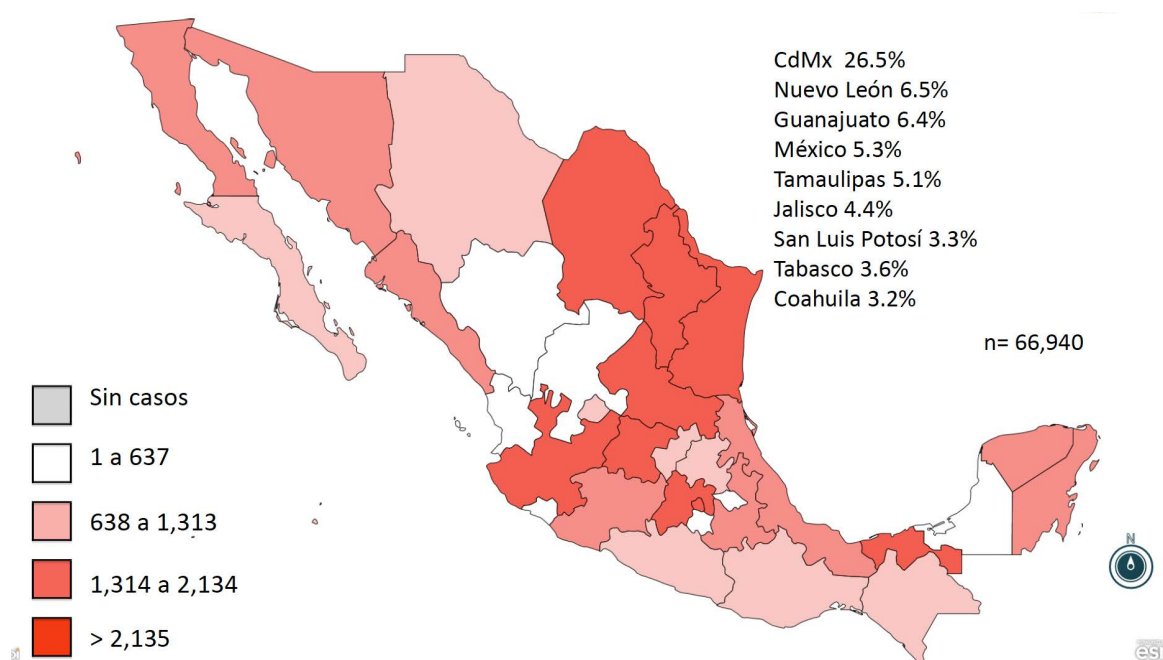 CdMx 26.5%
Nuevo León 6.5%
Guanajuato 6.4%
México 5.3%
Tamaulipas 5.1%
Jalisco 4.4%
San Luis Potosí 3.3%
Tabasco 3.6%
Coahuila 3.2%
n= 66,940
Sin casos
1 a 637
638 a 1,313
1,314 a 2,134
> 2,135
N